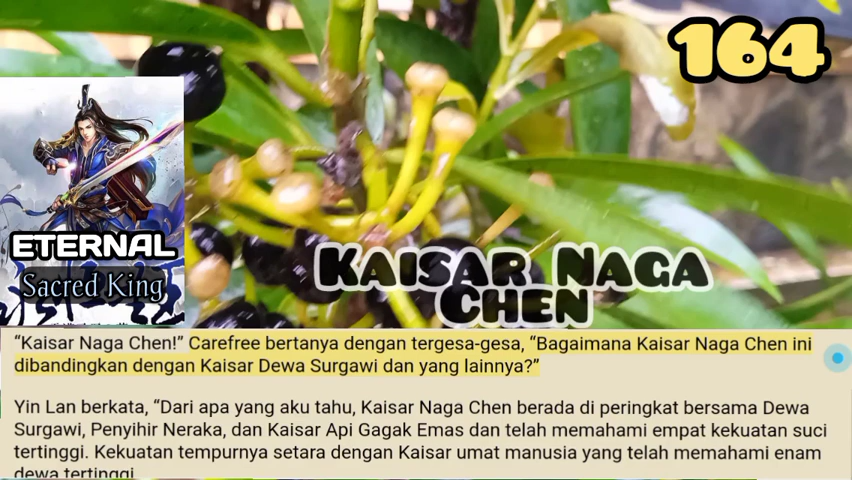 164
ETERNAL
Sacred King
KAISAR NAGA
CHEN
“Kaisar Naga Chen!” Carefree bertanya dengan tergesa-gesa, “Bagaimana Kaisar Naga Chen ini
dibandingkan dengan Kaisar Dewa Surgawi dan yang lainnya?”
Yin Lan berkata, “Dari apa yang aku tahu, Kaisar Naga Chen berada di peringkat bersama Dewa
Surgawi, Penyihir Neraka, dan Kaisar Api Gagak Emas dan telah memahami empat kekuatan suci
tertinggi. Kekuatan tempurnya setara dengan Kaisar umat manusia yang telah memahami enam
dewa tertinggi